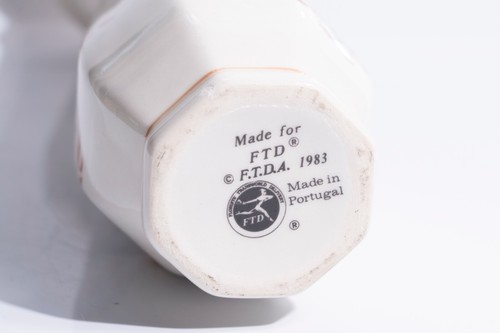 Made for
FTD®
© F.T.D.A. 1983
Made in
Portugal
FTD
®